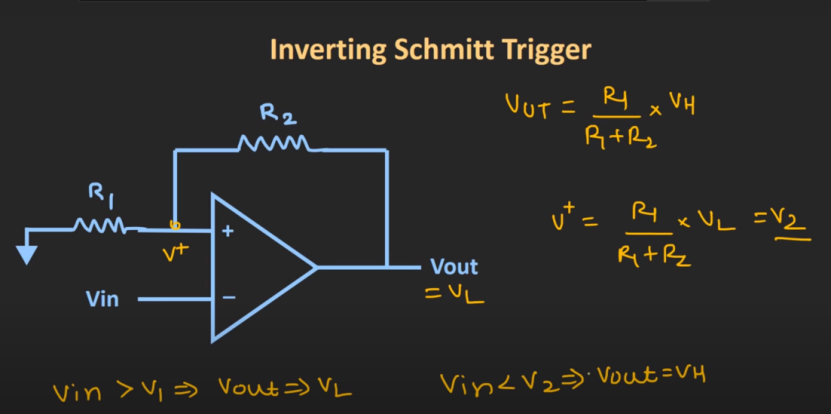 Inverting Schmitt Trigger
VUT = R1 / R1+R2 × VH
R2
R1
V+ = R1 / R1+R2 × VL = V2
+
V+
Vout
= VL
Vin
−
Vin > V1 ⇒ Vout ⇒ VL
Vin < V2 ⇒ Vout = VH